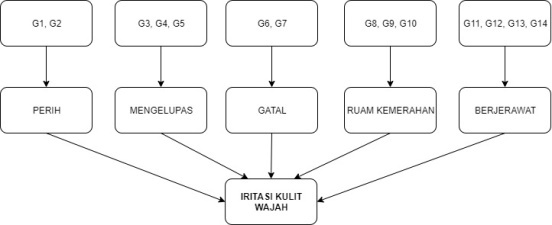 G1, G2
G3, G4, G5
G6, G7
G8, G9, G10
G11, G12, G13, G14
PERIH
MENGELUPAS
GATAL
RUAM KEMERAHAN
BERJERAWAT
IRITASI KULIT
WAJAH